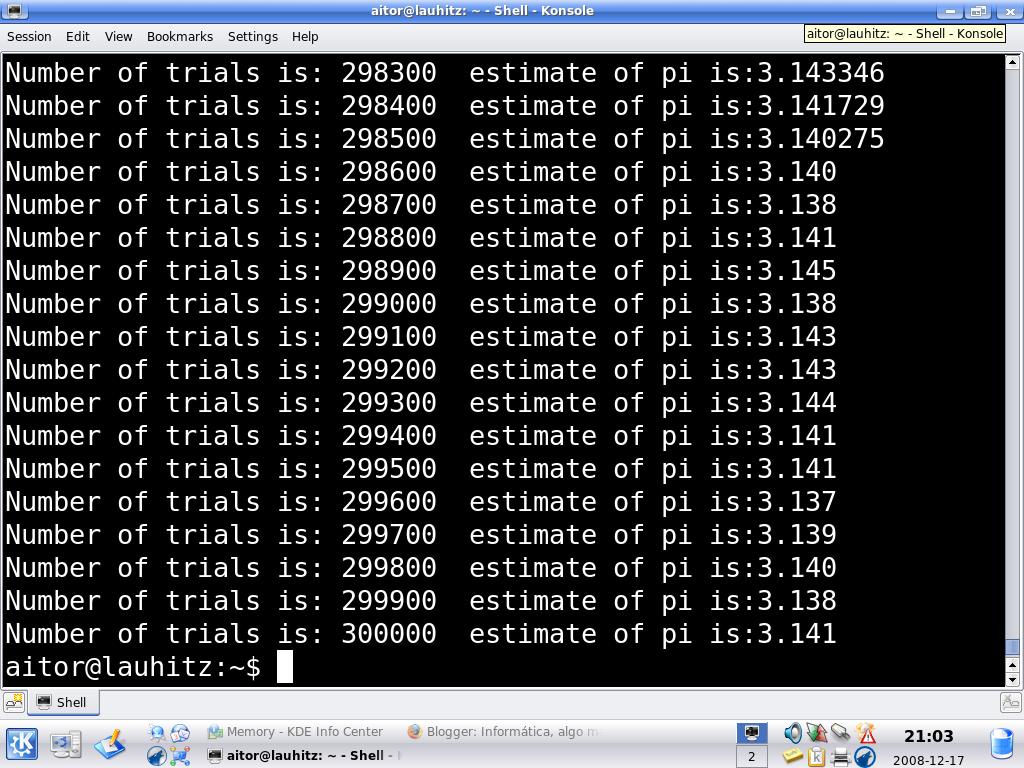 aitor@lauhitz: ~ - Shell - Konsole
Session Edit View Bookmarks Settings Help
aitor@lauhitz: ~ - Shell - Konsole
Number of trials is: 298300  estimate of pi is:3.143346
Number of trials is: 298400  estimate of pi is:3.141729
Number of trials is: 298500  estimate of pi is:3.140275
Number of trials is: 298600  estimate of pi is:3.140
Number of trials is: 298700  estimate of pi is:3.138
Number of trials is: 298800  estimate of pi is:3.141
Number of trials is: 298900  estimate of pi is:3.145
Number of trials is: 299000  estimate of pi is:3.138
Number of trials is: 299100  estimate of pi is:3.143
Number of trials is: 299200  estimate of pi is:3.143
Number of trials is: 299300  estimate of pi is:3.144
Number of trials is: 299400  estimate of pi is:3.141
Number of trials is: 299500  estimate of pi is:3.141
Number of trials is: 299600  estimate of pi is:3.137
Number of trials is: 299700  estimate of pi is:3.139
Number of trials is: 299800  estimate of pi is:3.140
Number of trials is: 299900  estimate of pi is:3.138
Number of trials is: 300000  estimate of pi is:3.141
aitor@lauhitz:~$
Shell
Memory - KDE Info Center
Blogger: Informática, algo m
aitor@lauhitz: ~ - Shell -
2
21:03
2008-12-17